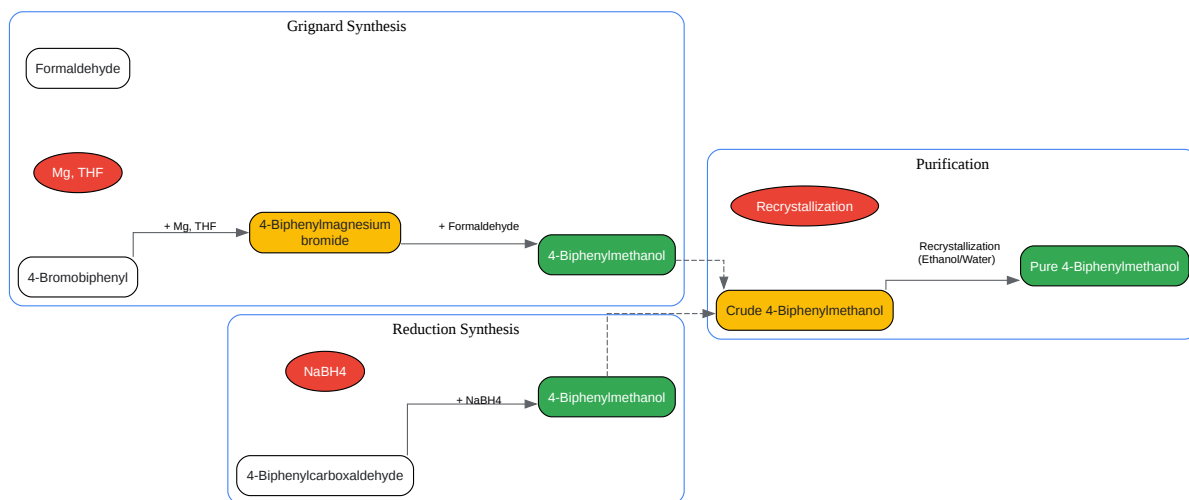 Grignard Synthesis
Formaldehyde
Mg, THF
+ Mg, THF
4-Biphenylmagnesium
bromide
+ Formaldehyde
4-Biphenylmethanol
4-Bromobiphenyl
Reduction Synthesis
NaBH4
+ NaBH4
4-Biphenylmethanol
4-Biphenylcarboxaldehyde
Purification
Recrystallization
Recrystallization
(Ethanol/Water)
Pure 4-Biphenylmethanol
Crude 4-Biphenylmethanol